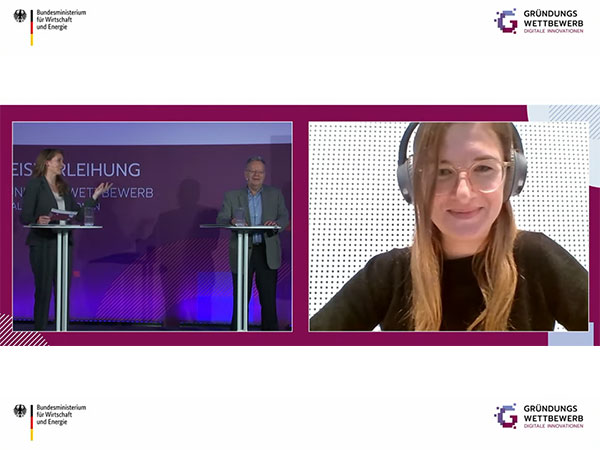 Bundesministerium
für Wirtschaft
und Energie
GRÜNDUNGS
WETTBEWERB
DIGITALE INNOVATIONEN
WETTBEWERB
Bundesministerium
für Wirtschaft
und Energie
GRÜNDUNGS
WETTBEWERB
DIGITALE INNOVATIONEN